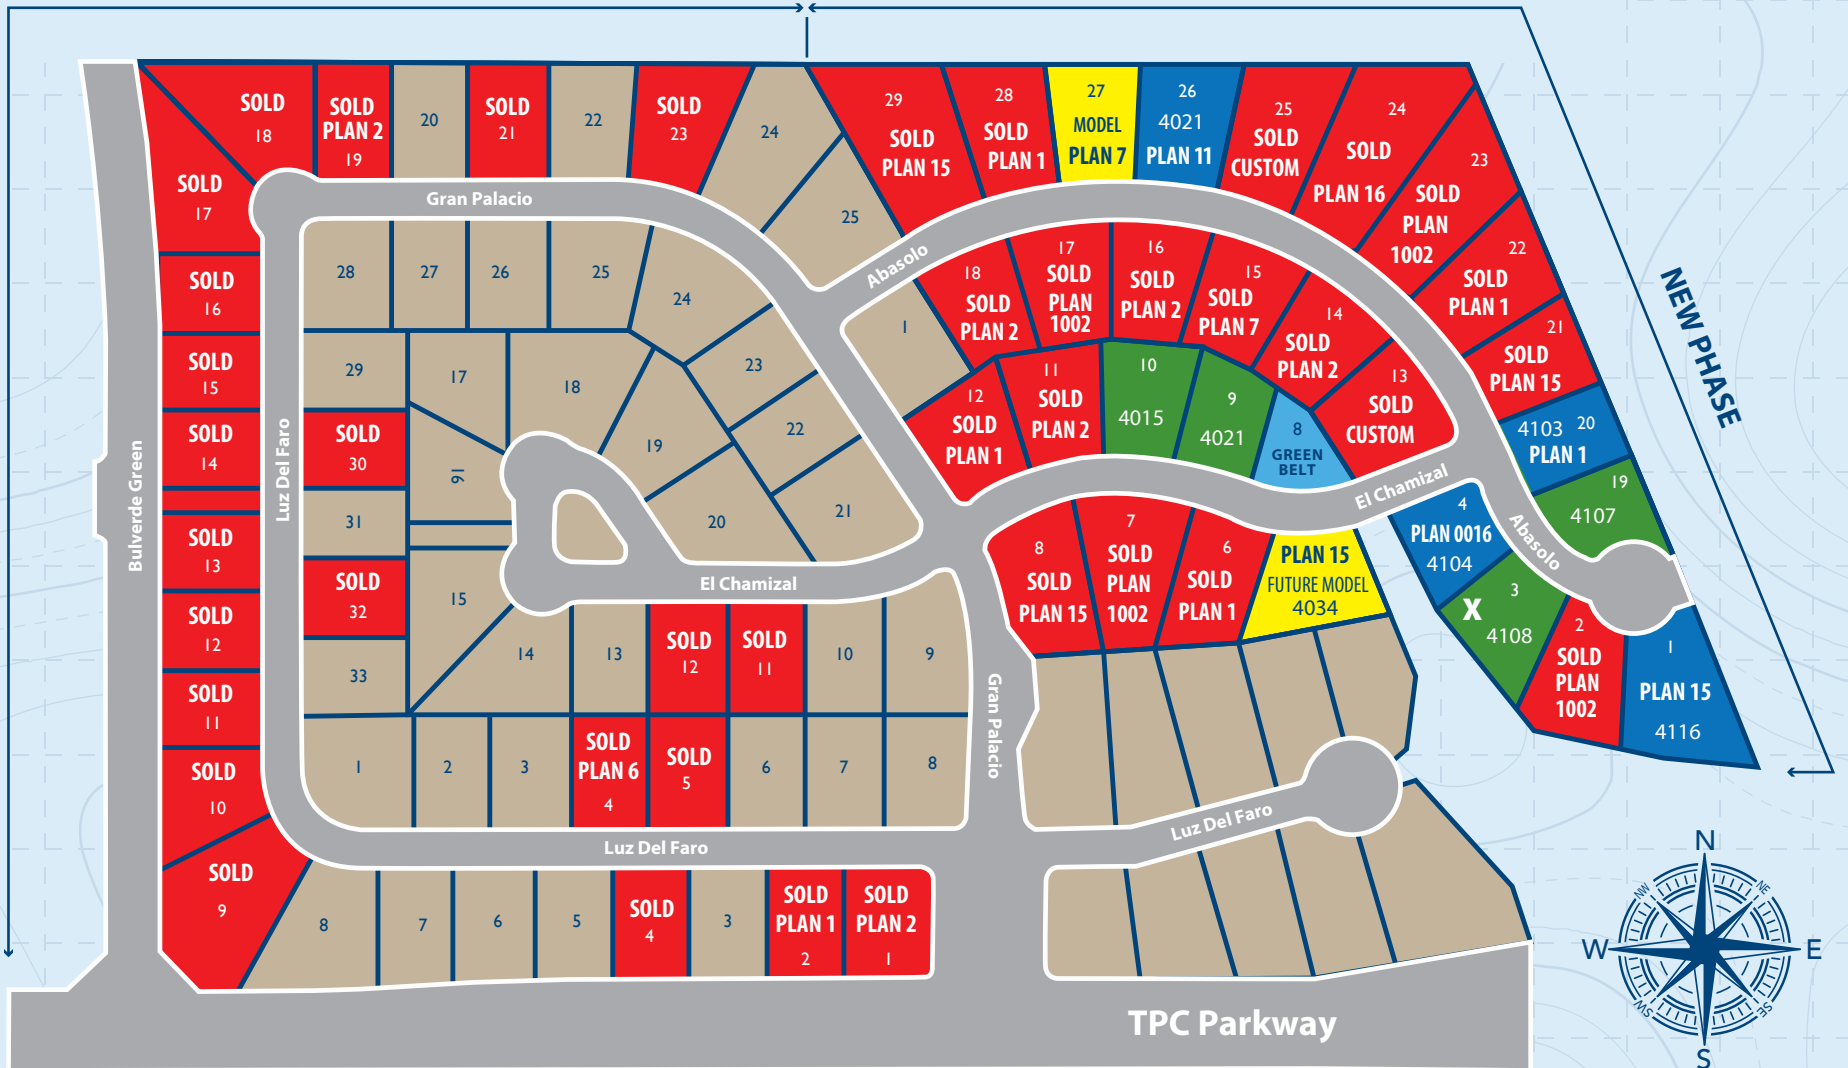 SOLD
18
SOLD
PLAN 2
19
20
SOLD
21
22
SOLD
23
24
25
29
SOLD
PLAN 15
28
SOLD
PLAN 1
27
MODEL
PLAN 7
26
4021
PLAN 11
25
SOLD
CUSTOM
24
SOLD
PLAN 16
23
SOLD
PLAN
1002
22
SOLD
PLAN 1
21
SOLD
PLAN 15
4103 20
PLAN 1
19
4107
NEW PHASE
SOLD
17
SOLD
16
SOLD
15
SOLD
14
SOLD
13
SOLD
12
SOLD
11
SOLD
10
SOLD
9
Bulverde Green
Luz Del Faro
Gran Palacio
Abasolo
28
27
26
25
24
23
22
21
29
17
18
19
20
SOLD
30
16
31
SOLD
32
15
33
14
13
SOLD
12
SOLD
11
10
9
El Chamizal
1
2
3
SOLD
PLAN 6
4
SOLD
5
6
7
8
Luz Del Faro
8
7
6
5
SOLD
4
3
SOLD
PLAN 1
2
SOLD
PLAN 2
1
1
18
SOLD
PLAN 2
17
SOLD
PLAN
1002
16
SOLD
PLAN 2
15
SOLD
PLAN 7
14
SOLD
PLAN 2
13
SOLD
CUSTOM
12
SOLD
PLAN 1
11
SOLD
PLAN 2
10
4015
9
4021
8
GREEN
BELT
El Chamizal
Abasolo
8
SOLD
PLAN 15
7
SOLD
PLAN
1002
6
SOLD
PLAN 1
PLAN 15
FUTURE MODEL
4034
4
PLAN 0016
4104
3
X
4108
2
SOLD
PLAN
1002
1
PLAN 15
4116
Gran Palacio
Luz Del Faro
TPC Parkway
N
NE
E
SE
S
SW
W
NW